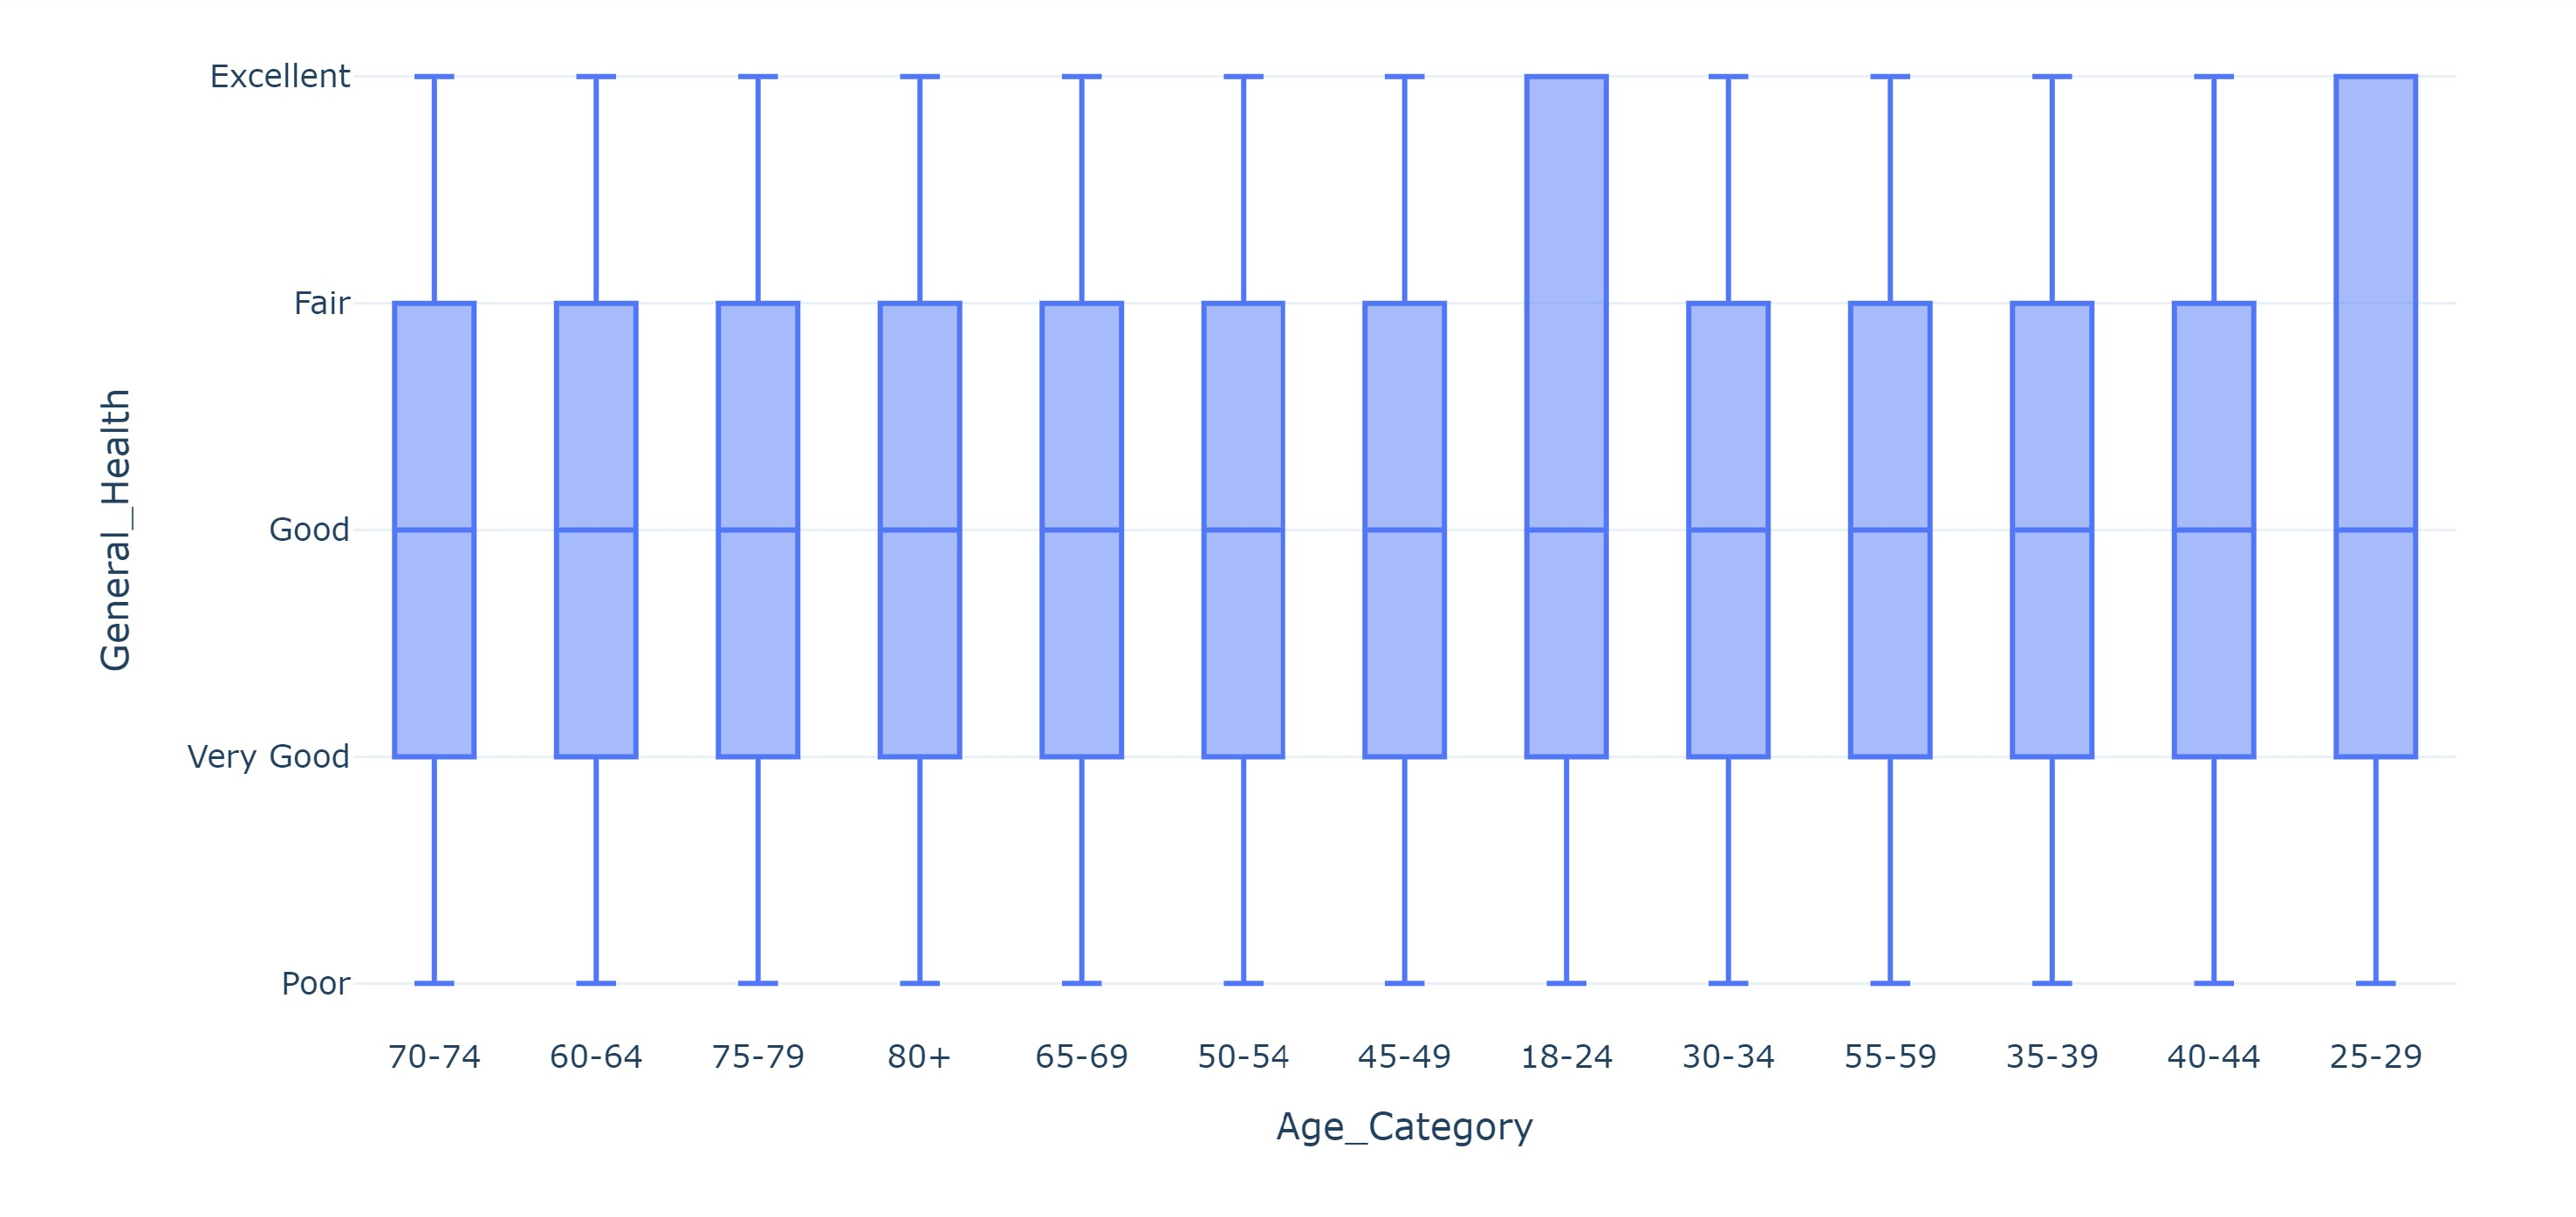 Excellent
Fair
Good
Very Good
Poor
General_Health
70-74 60-64 75-79 80+ 65-69 50-54 45-49 18-24 30-34 55-59 35-39 40-44 25-29
Age_Category